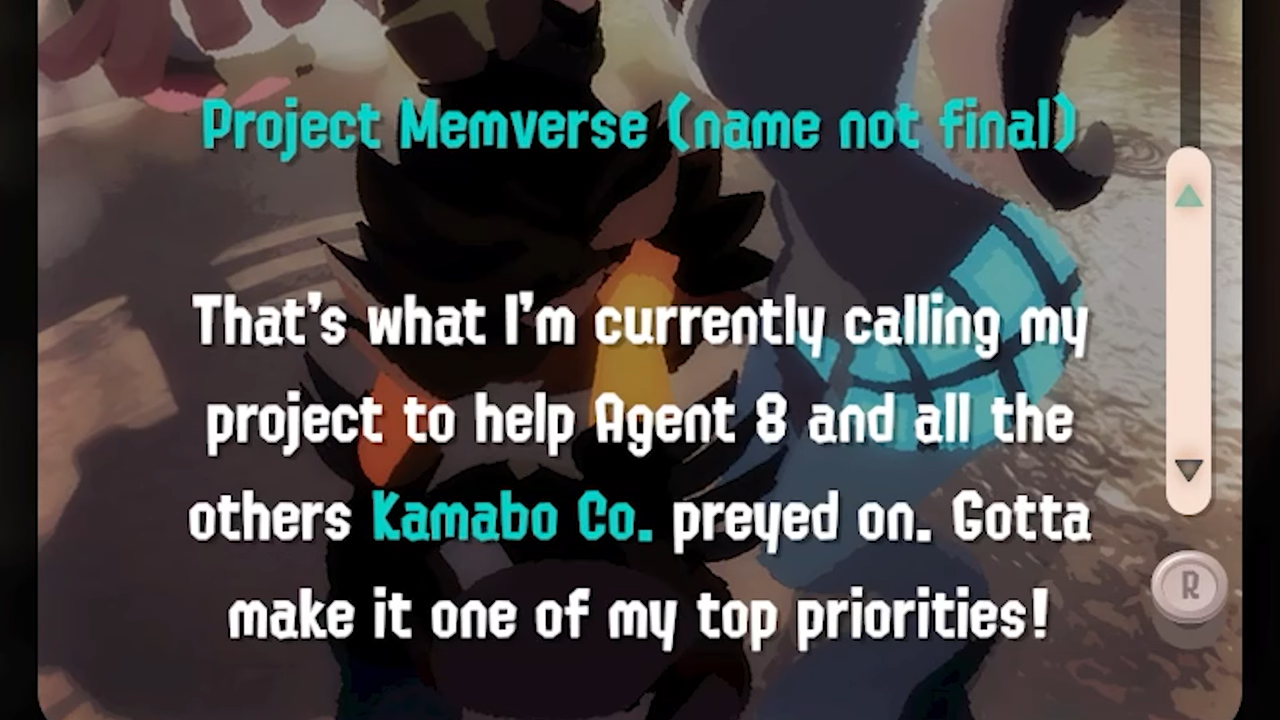 Project Memverse (name not final)
That's what I'm currently calling my
project to help Agent 8 and all the
others Kamabo Co. preyed on. Gotta
make it one of my top priorities!
R